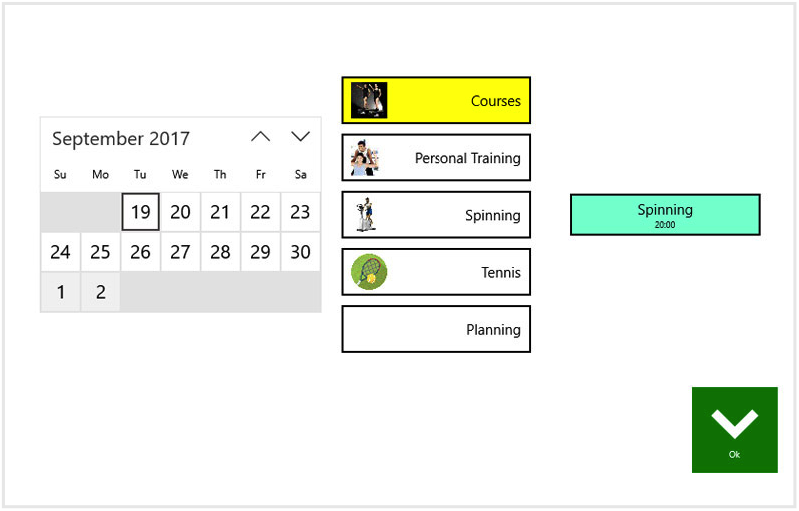 September 2017
Su Mo Tu We Th Fr Sa
19 20 21 22 23
24 25 26 27 28 29 30
1 2
Courses
Personal Training
Spinning
Tennis
Planning
Spinning
20:00
Ok